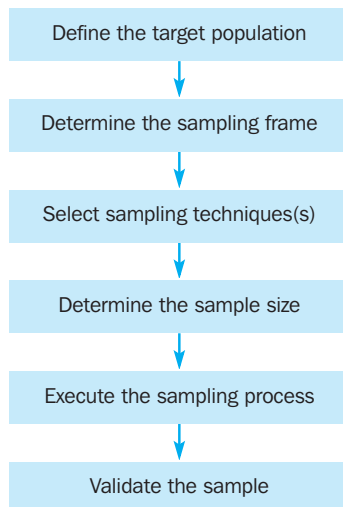 Define the target population
Determine the sampling frame
Select sampling techniques(s)
Determine the sample size
Execute the sampling process
Validate the sample